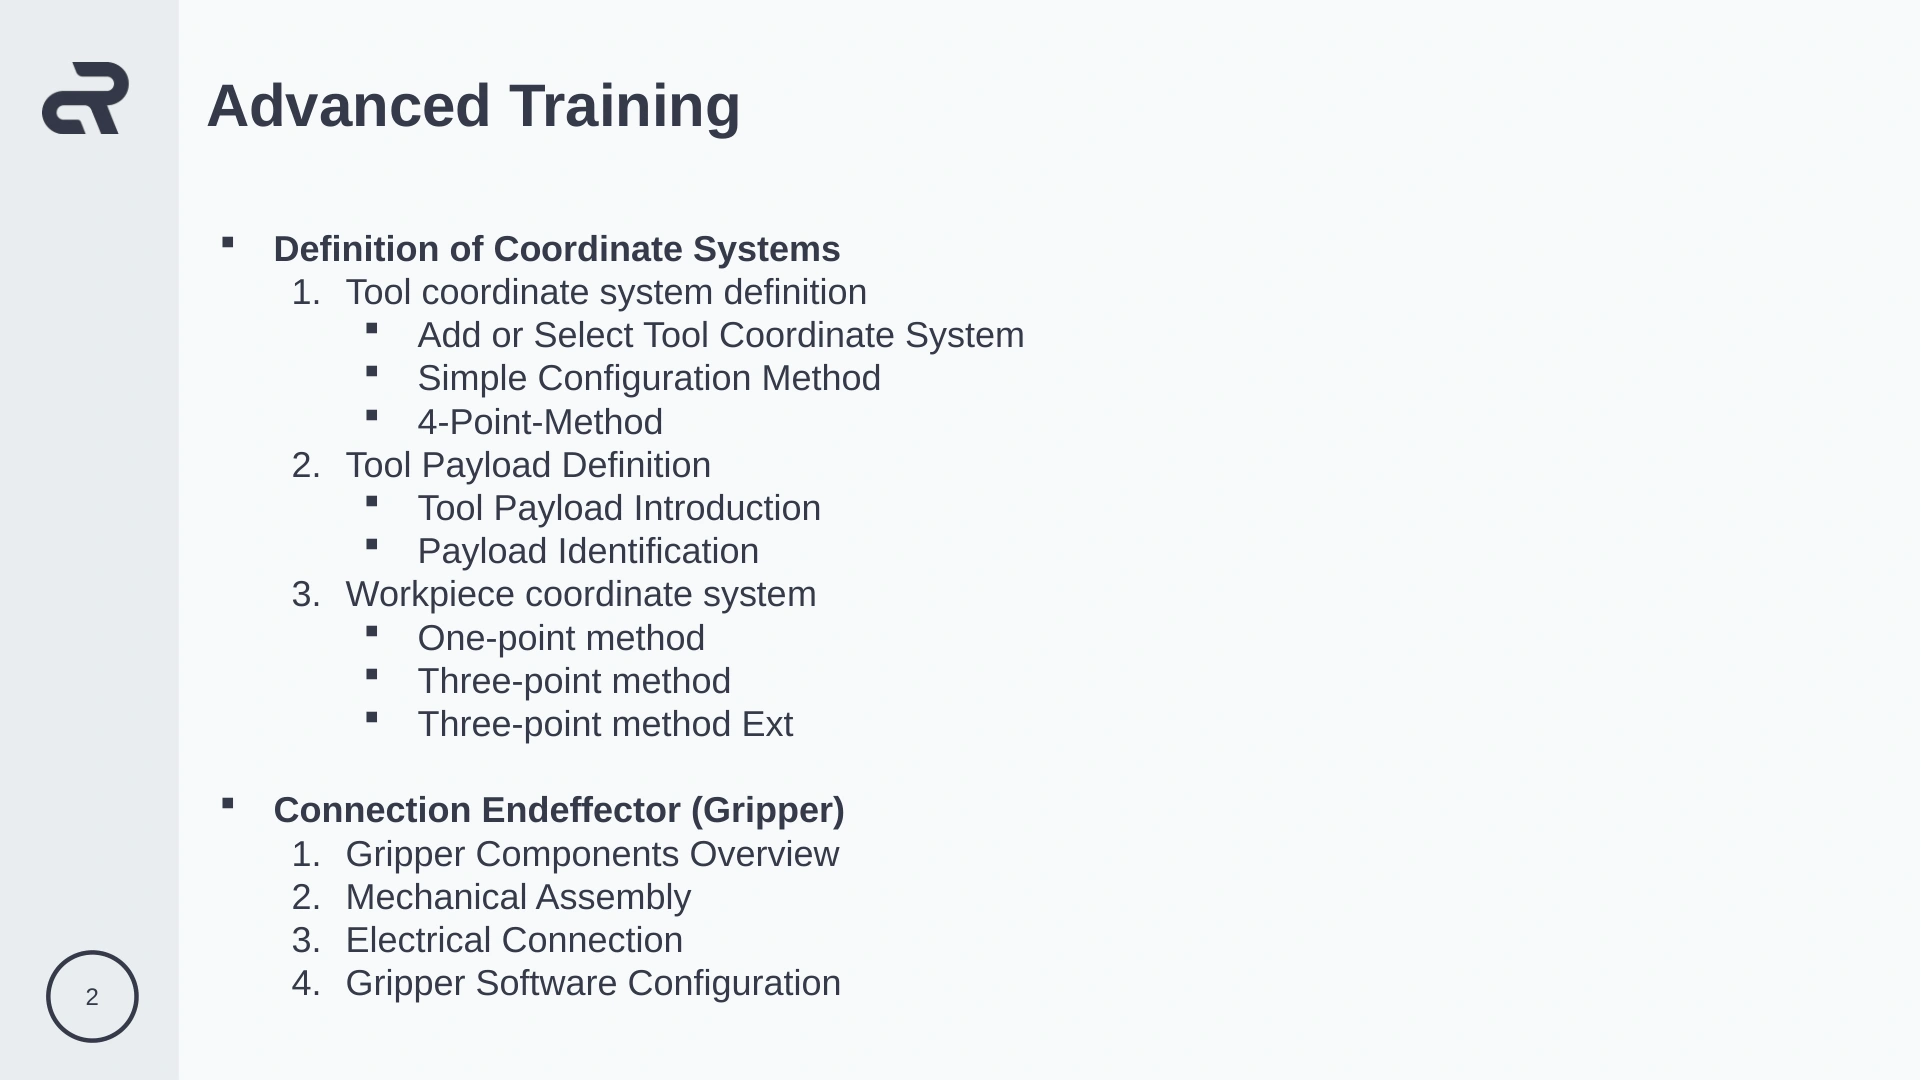 Advanced Training
▪ Definition of Coordinate Systems
1. Tool coordinate system definition
▪ Add or Select Tool Coordinate System
▪ Simple Configuration Method
▪ 4-Point-Method
2. Tool Payload Definition
▪ Tool Payload Introduction
▪ Payload Identification
3. Workpiece coordinate system
▪ One-point method
▪ Three-point method
▪ Three-point method Ext
▪ Connection Endeffector (Gripper)
1. Gripper Components Overview
2. Mechanical Assembly
3. Electrical Connection
4. Gripper Software Configuration
2